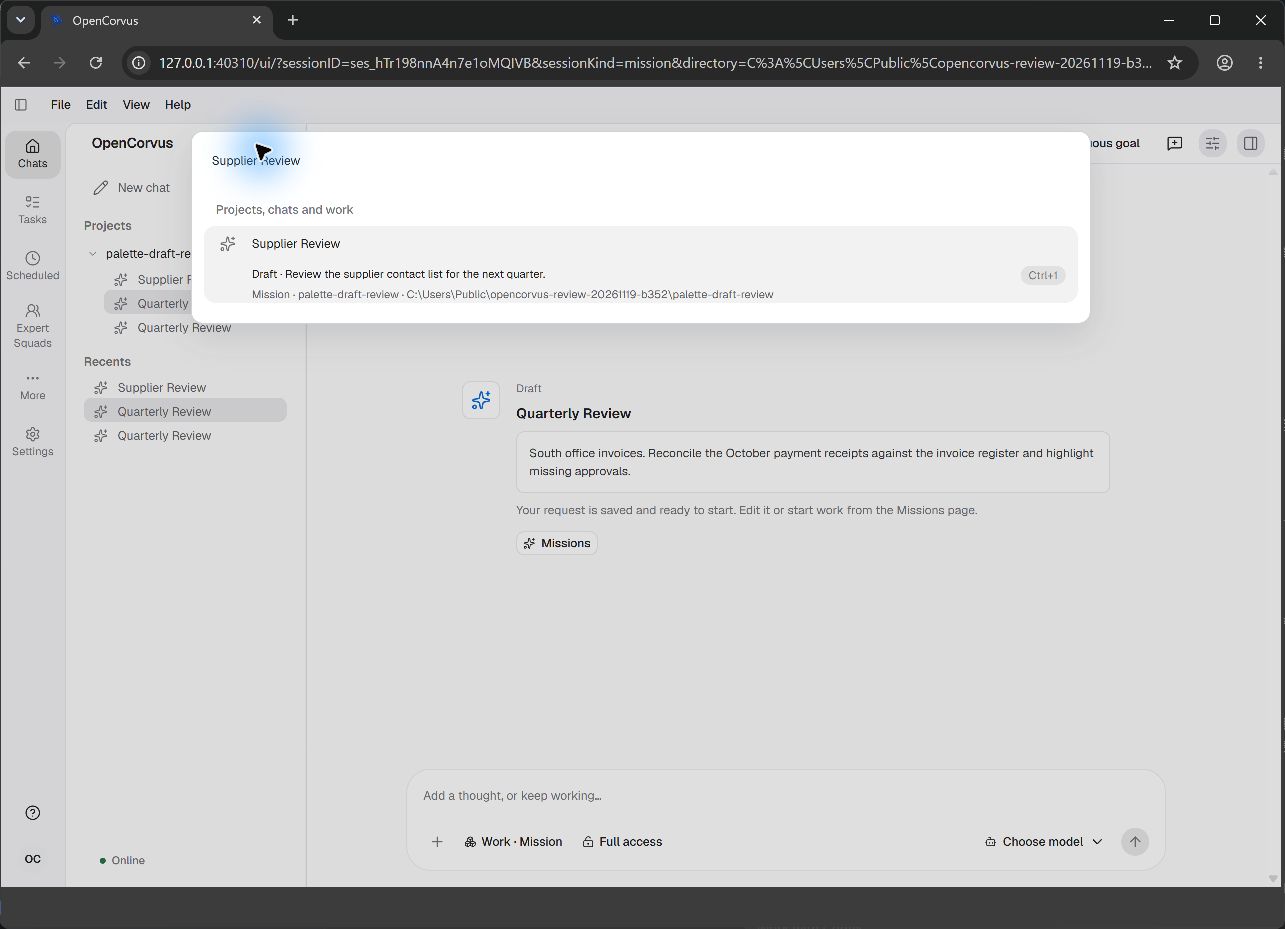 OpenCorvus
127.0.0.1:40310/ui/?sessionID=ses_hTr198nnA4n7e1oMQIVB&sessionKind=mission&directory=C%3A%5CUsers%5CPublic%5Copencorvus-review-20261119-b3...
File Edit View Help
Chats
Tasks
Scheduled
Expert
Squads
More
Settings
OC
OpenCorvus
New chat
Projects
palette-draft-re
Supplier R
Quarterly
Quarterly Review
Recents
Supplier Review
Quarterly Review
Quarterly Review
Online
Supplier Review
Projects, chats and work
Supplier Review
Draft · Review the supplier contact list for the next quarter.
Mission · palette-draft-review · C:\Users\Public\opencorvus-review-20261119-b352\palette-draft-review
Ctrl+1
ous goal
Draft
Quarterly Review
South office invoices. Reconcile the October payment receipts against the invoice register and highlight
missing approvals.
Your request is saved and ready to start. Edit it or start work from the Missions page.
Missions
Add a thought, or keep working...
Work · Mission Full access Choose model